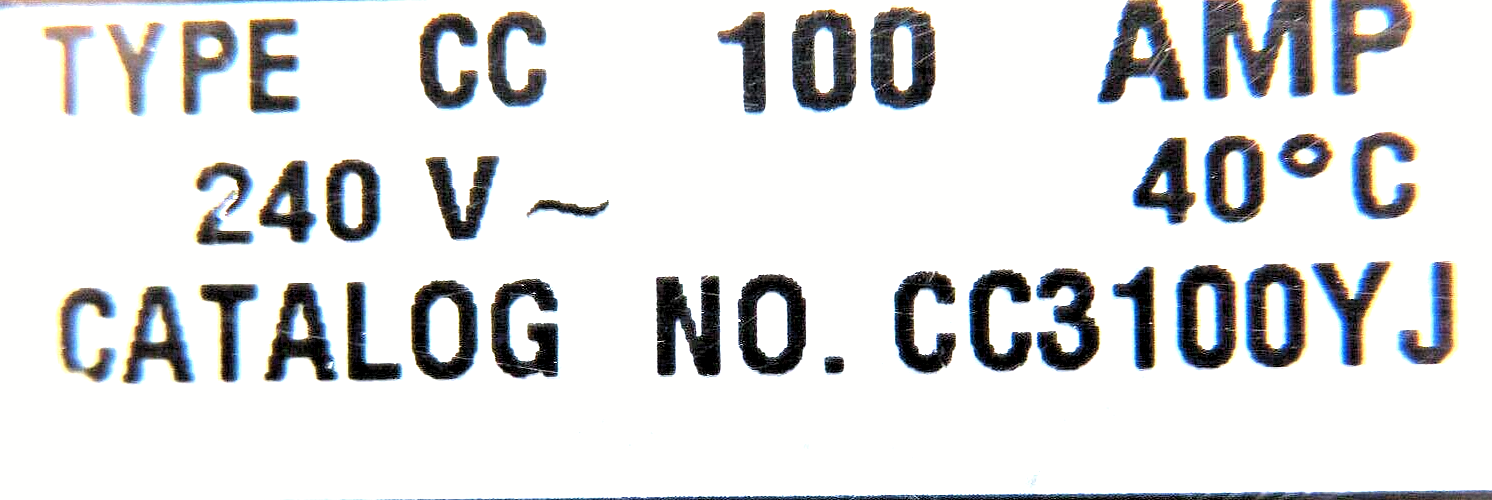 TYPE CC 100 AMP
240 V~ 40°C
CATALOG NO. CC3100YJ